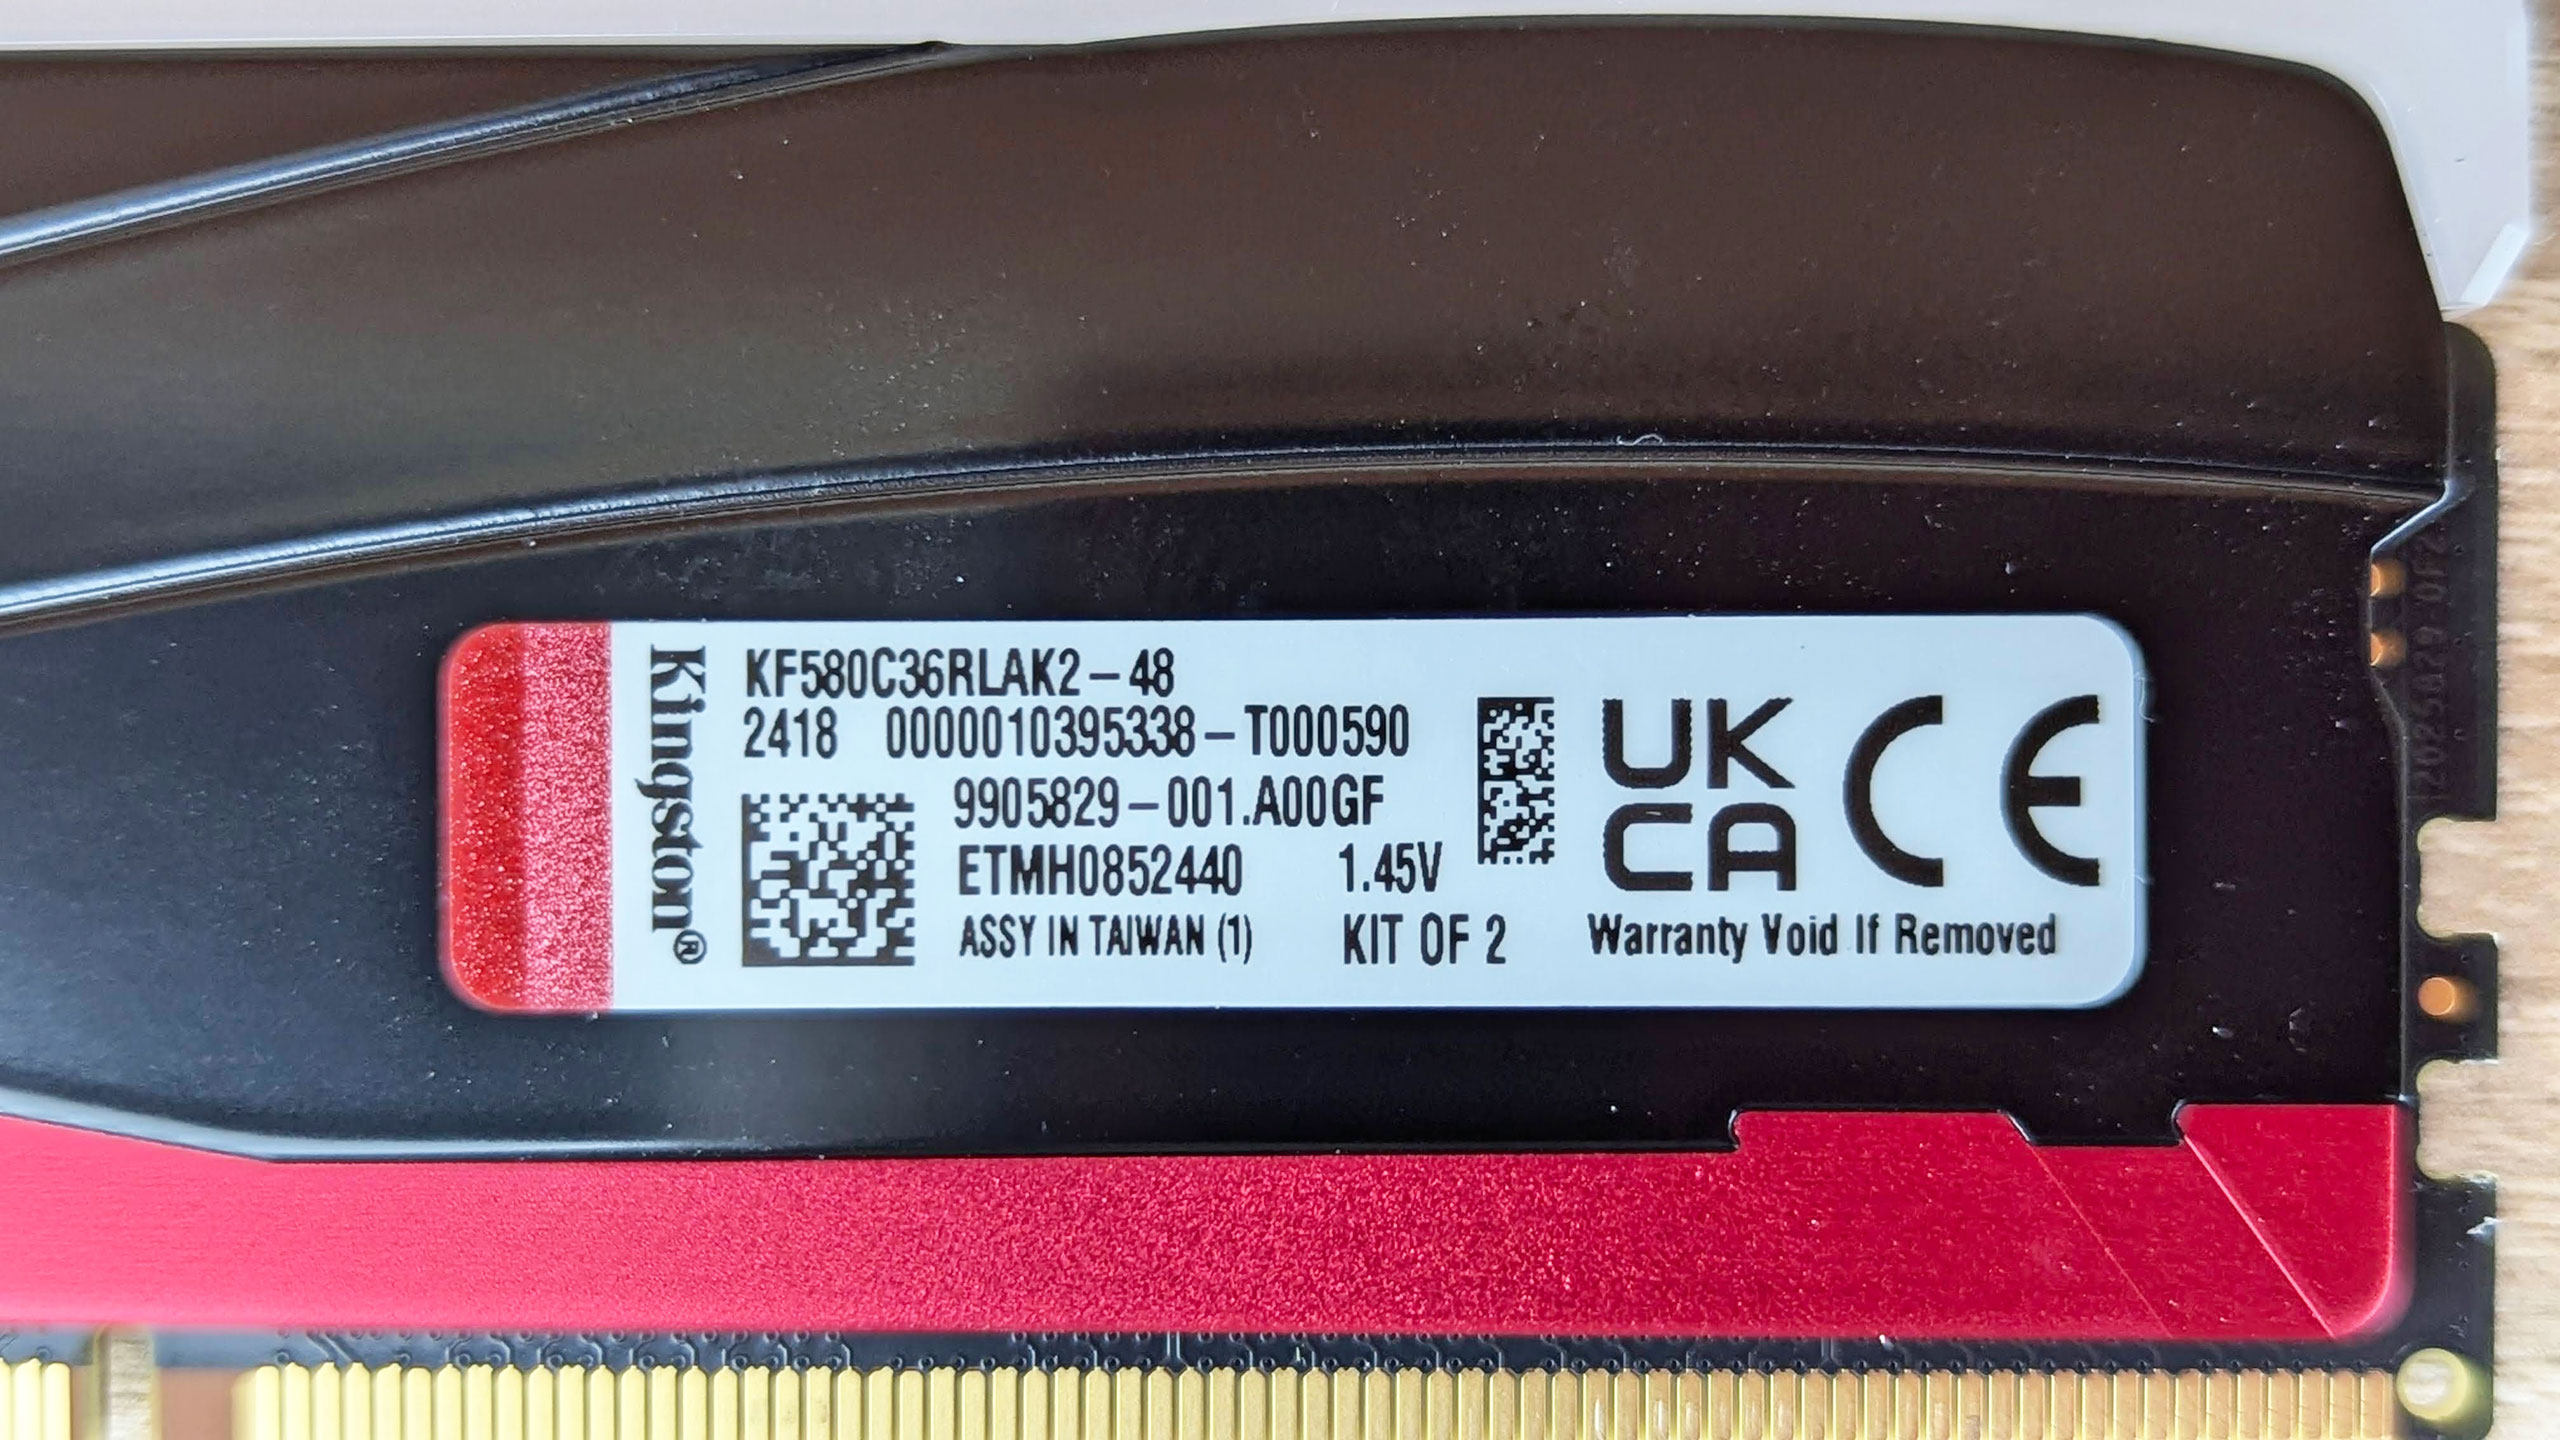 Kingston®
KF580C36RLAK2-48
2418 0000010395338-T000590
9905829-001.A00GF
ETMH0852440 1.45V
ASSY IN TAIWAN (1) KIT OF 2
UK
CA
CE
Warranty Void If Removed